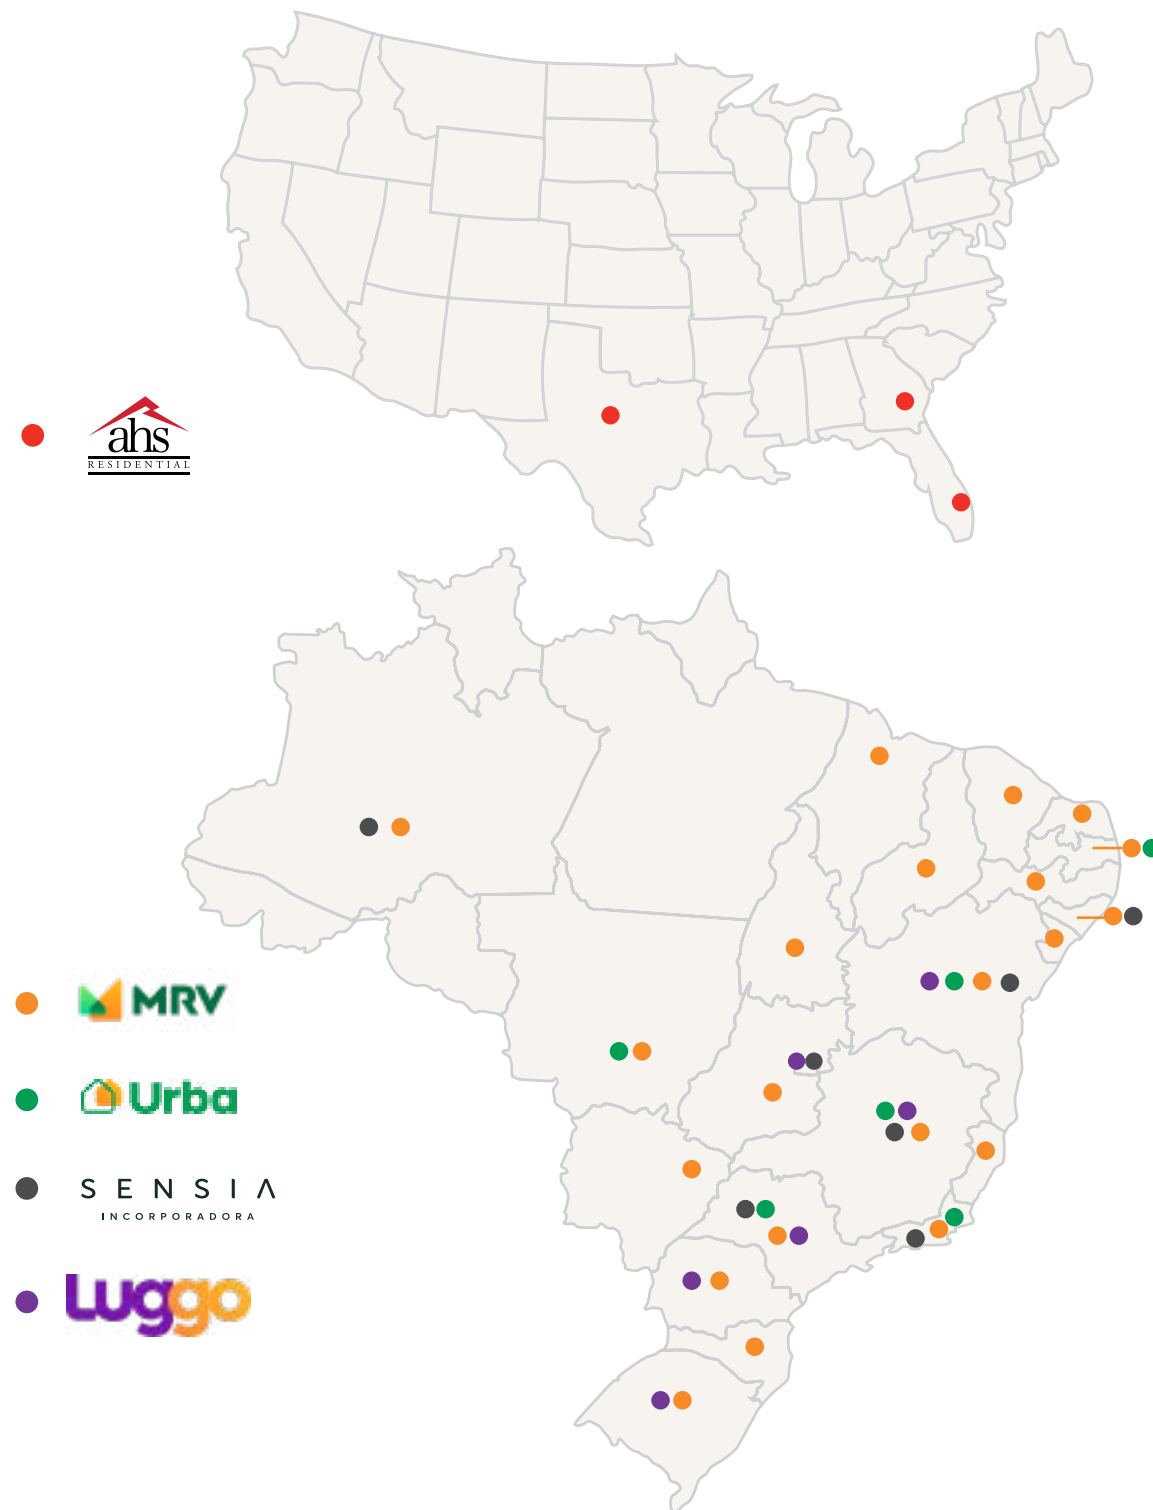 ahs
RESIDENTIAL
MRV
Urba
SENSIA
INCORPORADORA
Luggo